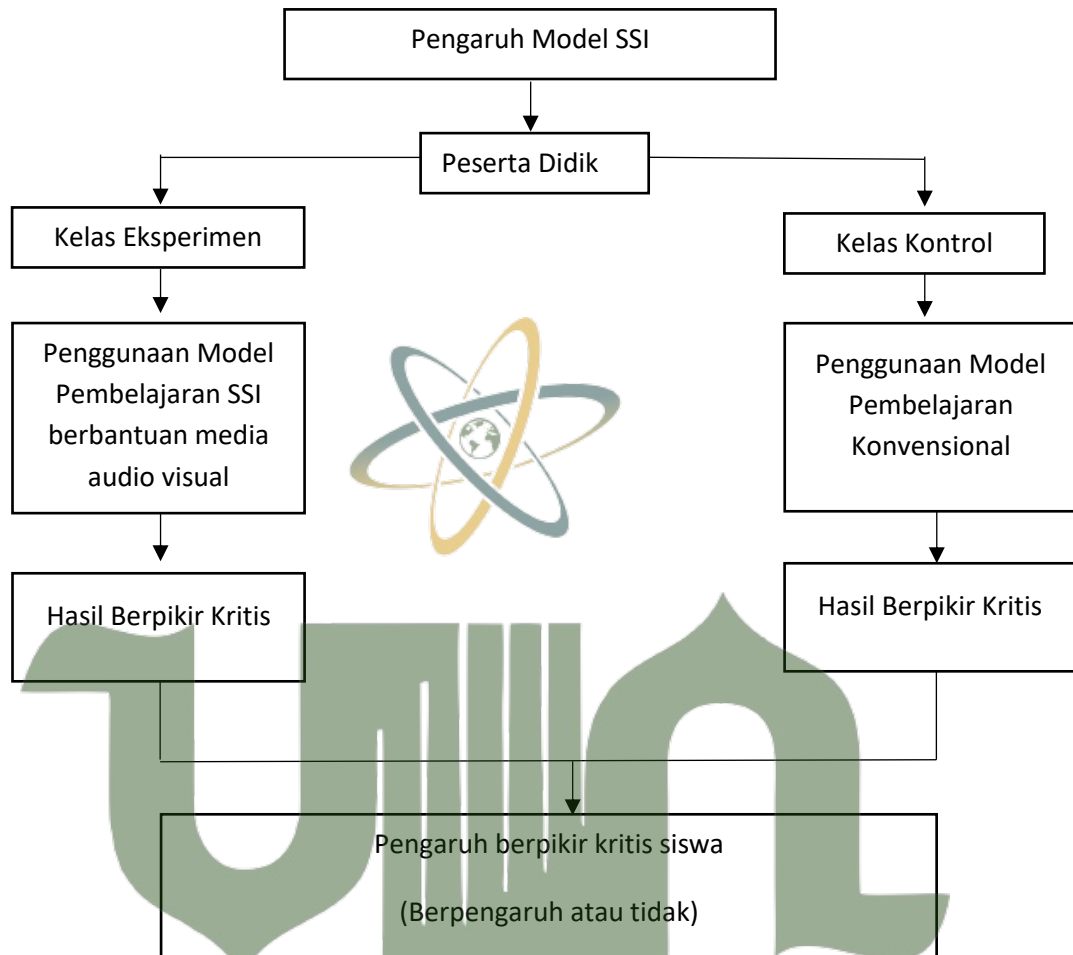 Pengaruh Model SSI
Peserta Didik
Kelas Eksperimen
Kelas Kontrol
Penggunaan Model
Pembelajaran SSI
berbantuan media
audio visual
Penggunaan Model
Pembelajaran
Konvensional
Hasil Berpikir Kritis
Hasil Berpikir Kritis
Pengaruh berpikir kritis siswa
(Berpengaruh atau tidak)